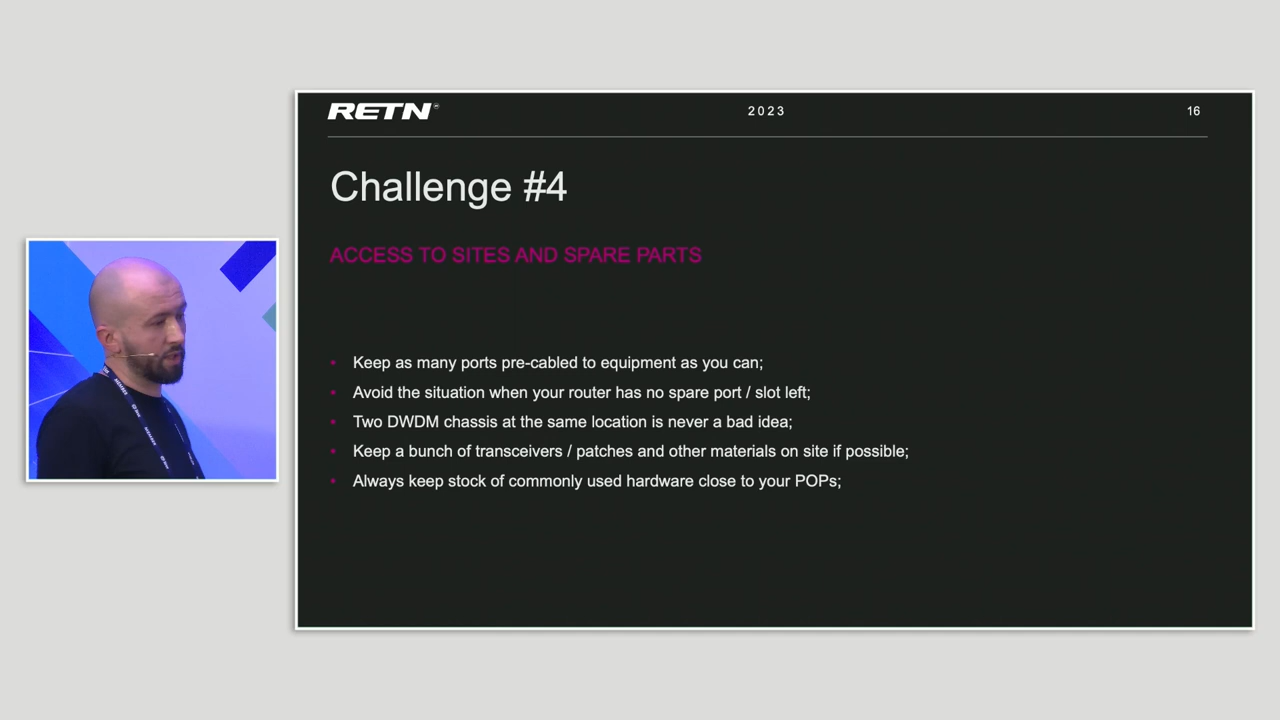 RETN
2023
16
Challenge #4
ACCESS TO SITES AND SPARE PARTS
• Keep as many ports pre-cabled to equipment as you can;
• Avoid the situation when your router has no spare port / slot left;
• Two DWDM chassis at the same location is never a bad idea;
• Keep a bunch of transceivers / patches and other materials on site if possible;
• Always keep stock of commonly used hardware close to your POPs;